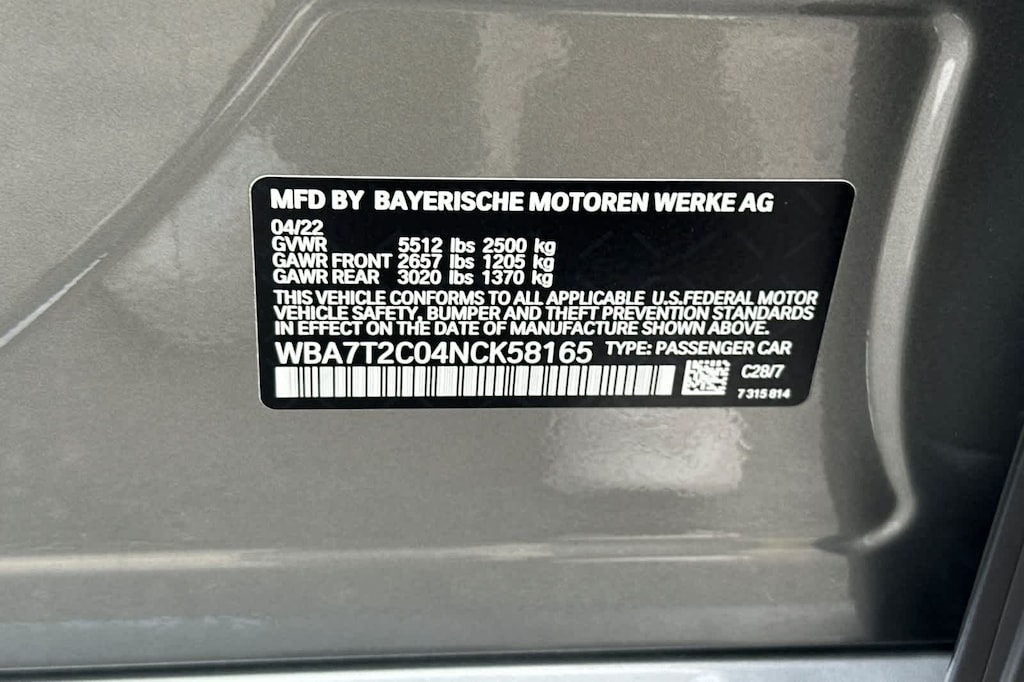 MFD BY BAYERISCHE MOTOREN WERKE AG
04/22
GVWR 5512 lbs 2500 kg
GAWR FRONT 2657 lbs 1205 kg
GAWR REAR 3020 lbs 1370 kg
THIS VEHICLE CONFORMS TO ALL APPLICABLE U.S.FEDERAL MOTOR
VEHICLE SAFETY, BUMPER AND THEFT PREVENTION STANDARDS
IN EFFECT ON THE DATE OF MANUFACTURE SHOWN ABOVE.
WBA7T2C04NCK58165 TYPE: PASSENGER CAR
C28/7
7 315 814